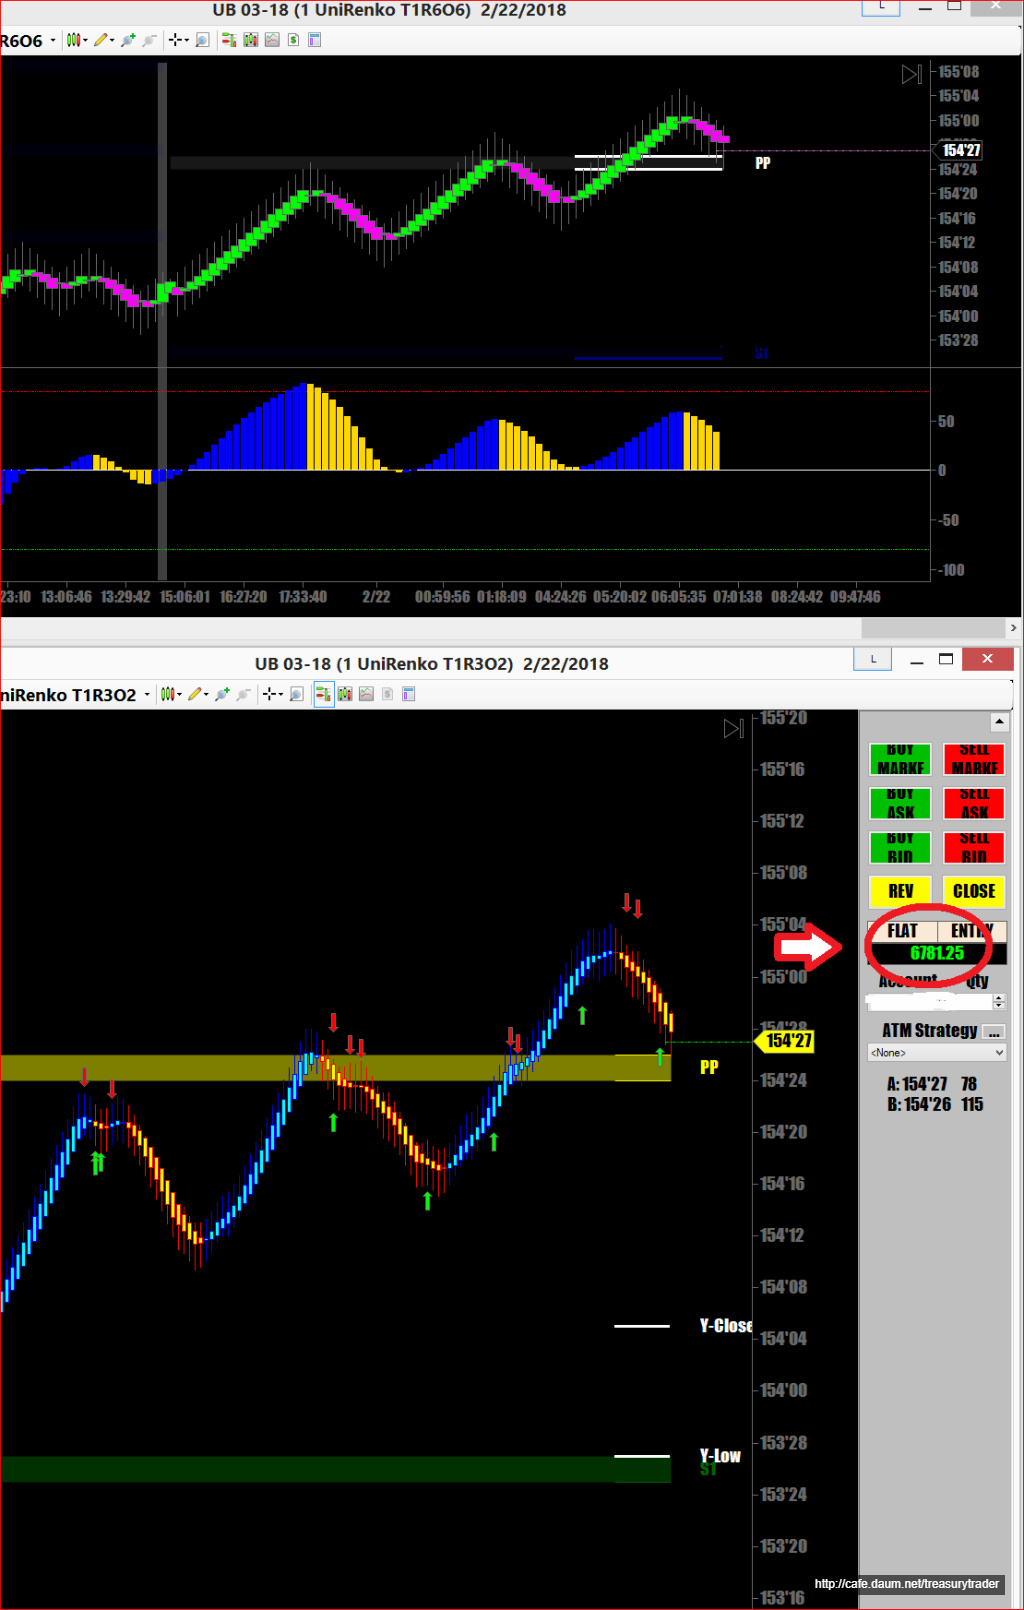 UB 03-18 (1 UniRenko T1R6O6)  2/22/2018
L
R6O6
155'08
155'04
155'00
154'27
PP
154'24
154'20
154'16
154'12
154'08
154'04
154'00
153'28
S1
50
0
-50
-100
23:10 13:06:46 13:29:42 15:06:01 16:27:20 17:33:40 2/22 00:59:56 01:18:09 04:24:26 05:20:02 06:05:35 07:01:38 08:24:42 09:47:46
UB 03-18 (1 UniRenko T1R3O2)  2/22/2018
L
niRenko T1R3O2
155'20
155'16
155'12
155'08
155'04
155'00
154'28
154'27
PP
154'24
154'20
154'16
154'12
154'08
Y-Close
154'04
154'00
153'28
Y-Low
S1
153'24
153'20
153'16
BUY MARKE
SELL MARKE
BUY ASK
SELL ASK
BUY BID
SELL BID
REV CLOSE
FLAT ENTRY
6781.25
Account Qty
ATM Strategy ...
<None>
A: 154'27 78
B: 154'26 115
http://cafe.daum.net/treasurytrader